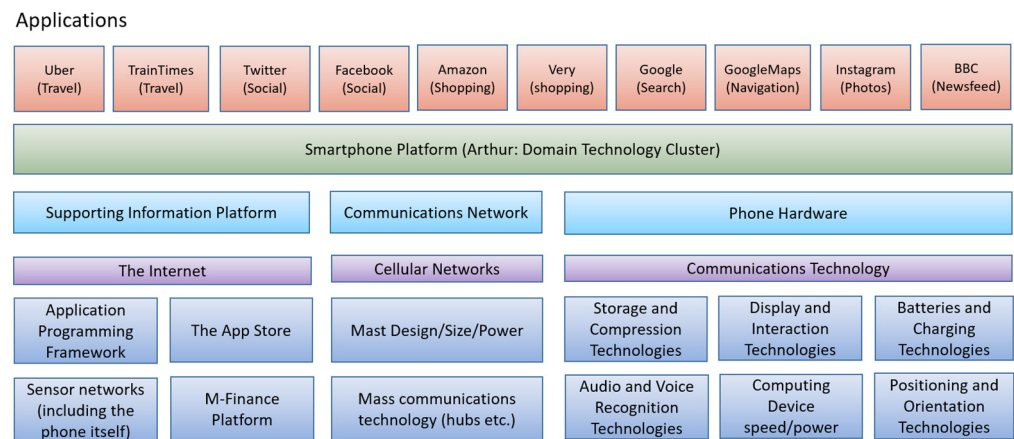 Applications
Uber
(Travel)
TrainTimes
(Travel)
Twitter
(Social)
Facebook
(Social)
Amazon
(Shopping)
Very
(shopping)
Google
(Search)
GoogleMaps
(Navigation)
Instagram
(Photos)
BBC
(Newsfeed)
Smartphone Platform (Arthur: Domain Technology Cluster)
Supporting Information Platform
Communications Network
Phone Hardware
The Internet
Cellular Networks
Communications Technology
Application
Programming
Framework
The App Store
Mast Design/Size/Power
Storage and
Compression
Technologies
Display and
Interaction
Technologies
Batteries and
Charging
Technologies
Sensor networks
(including the
phone itself)
M-Finance
Platform
Mass communications
technology (hubs etc.)
Audio and Voice
Recognition
Technologies
Computing
Device
speed/power
Positioning and
Orientation
Technologies